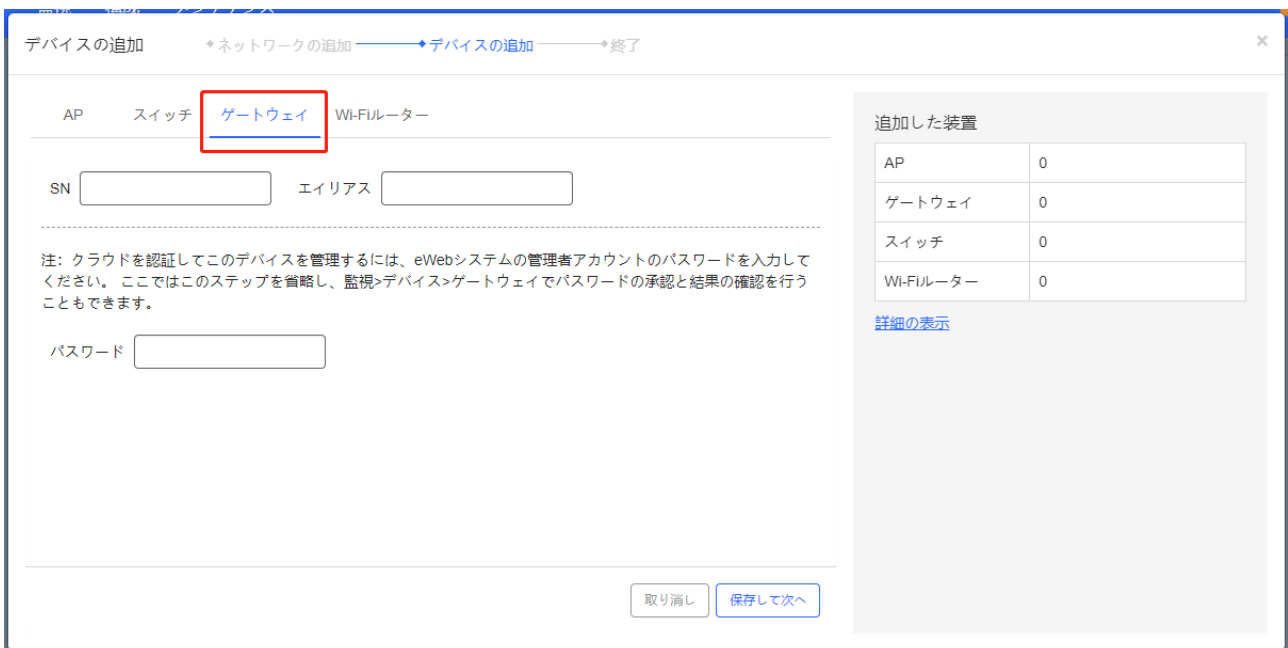 デバイスの追加
ネットワークの追加 デバイスの追加 終了
×
AP スイッチ ゲートウェイ Wi-Fiルーター
SN エイリアス
注: クラウドを認証してこのデバイスを管理するには、eWebシステムの管理者アカウントのパスワードを入力して
ください。 ここではこのステップを省略し、監視>デバイス>ゲートウェイでパスワードの承認と結果の確認を行う
こともできます。
パスワード
取り消し 保存して次へ
追加した装置
AP 0
ゲートウェイ 0
スイッチ 0
Wi-Fiルーター 0
詳細の表示